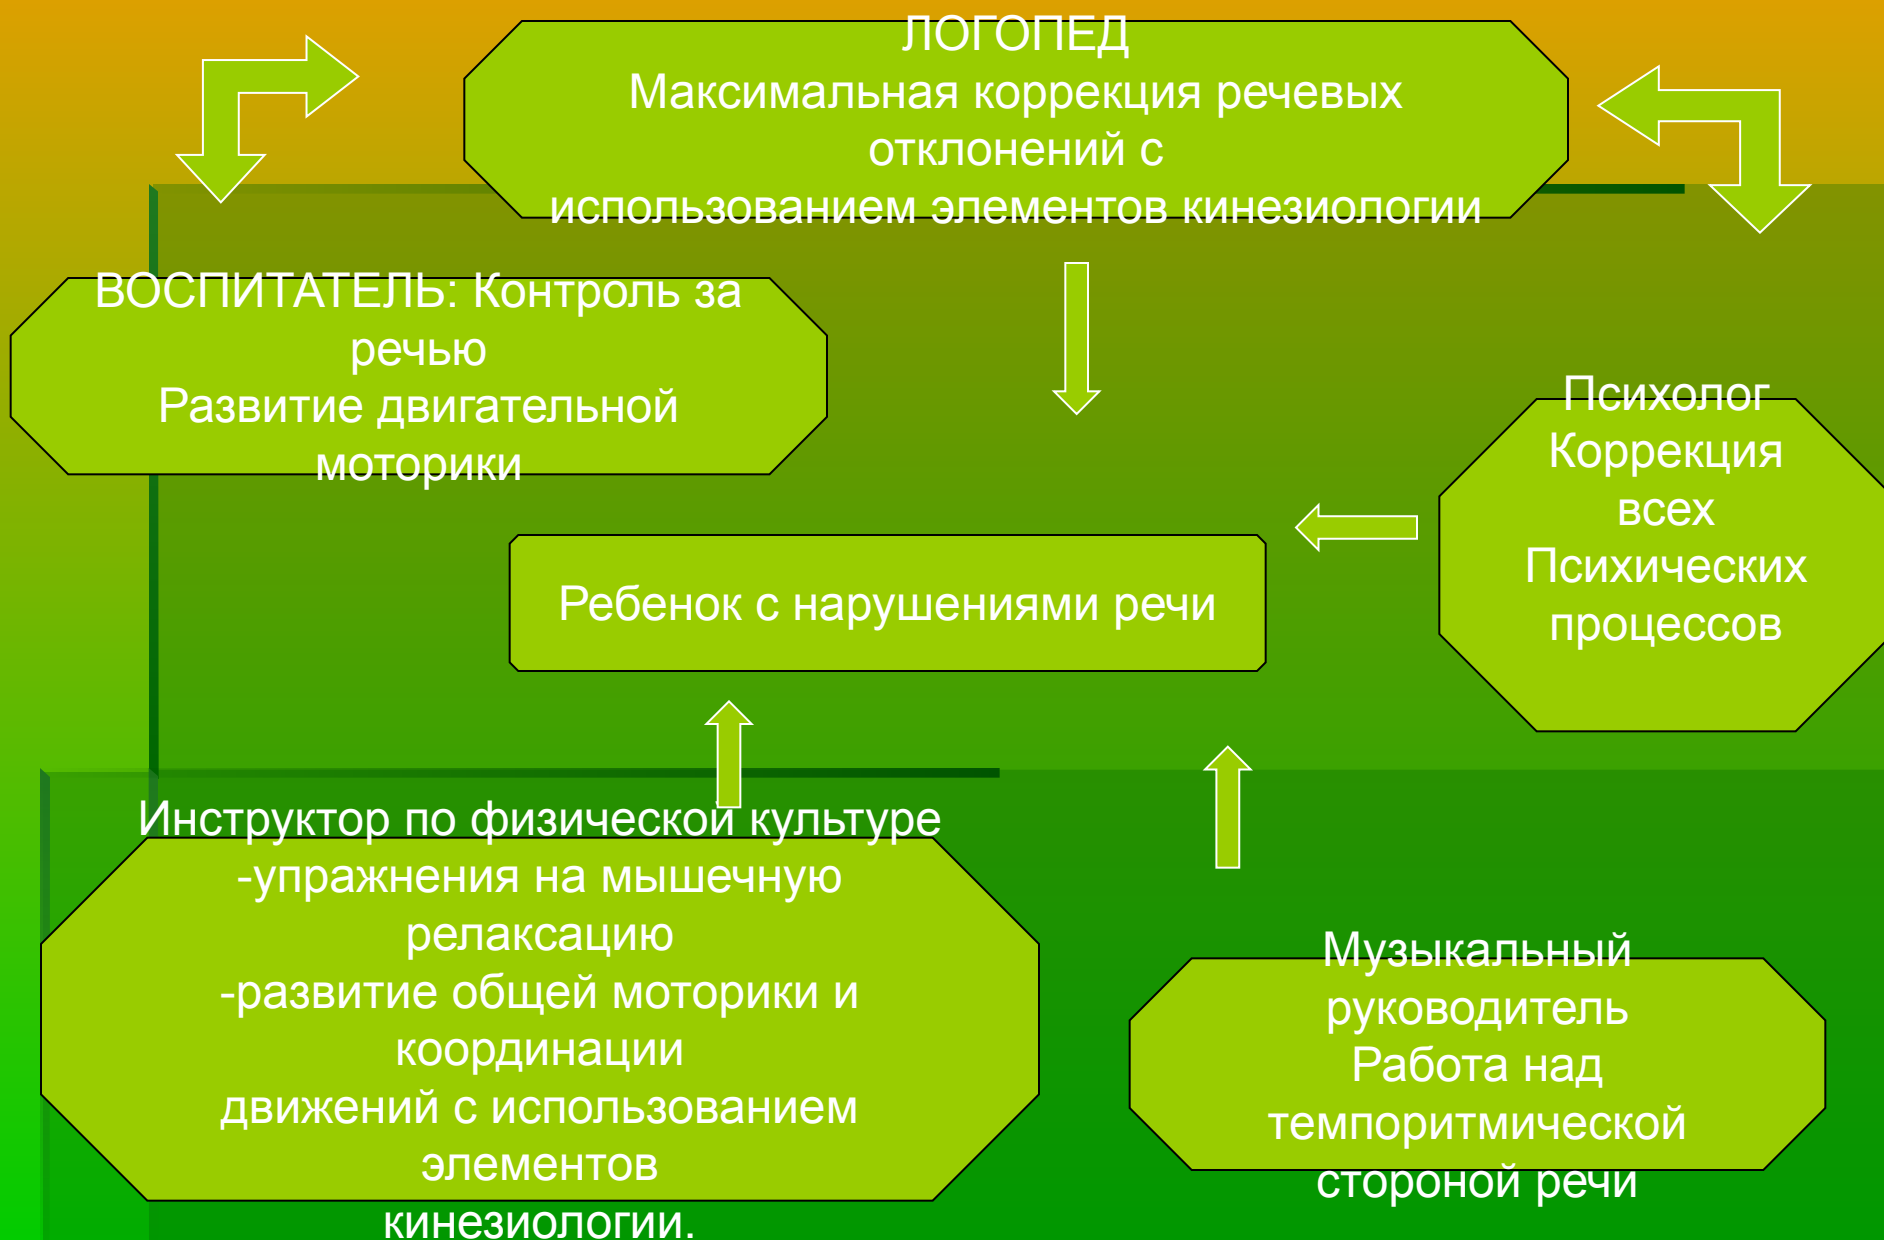 ЛОГОПЕД
Максимальная коррекция речевых
отклонений с
использованием элементов кинезиологии
ВОСПИТАТЕЛЬ: Контроль за
речью
Развитие двигательной
моторики
Психолог
Коррекция
всех
Психических
процессов
Ребенок с нарушениями речи
Инструктор по физической культуре
-упражнения на мышечную
релаксацию
-развитие общей моторики и
координации
движений с использованием
элементов
кинезиологии.
Музыкальный
руководитель
Работа над
темпоритмической
стороной речи